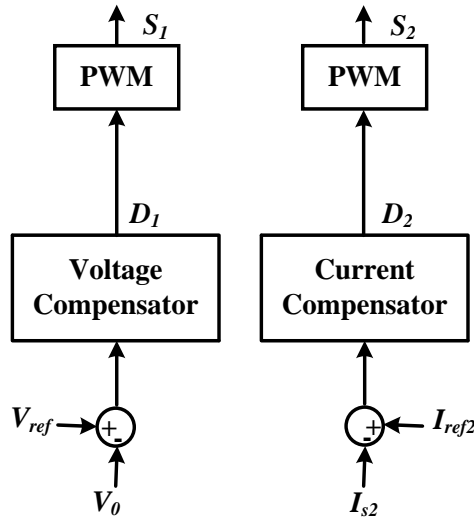 S1
PWM
D1
Voltage
Compensator
Vref
+
-
V0
S2
PWM
D2
Current
Compensator
+
-
Iref2
Is2